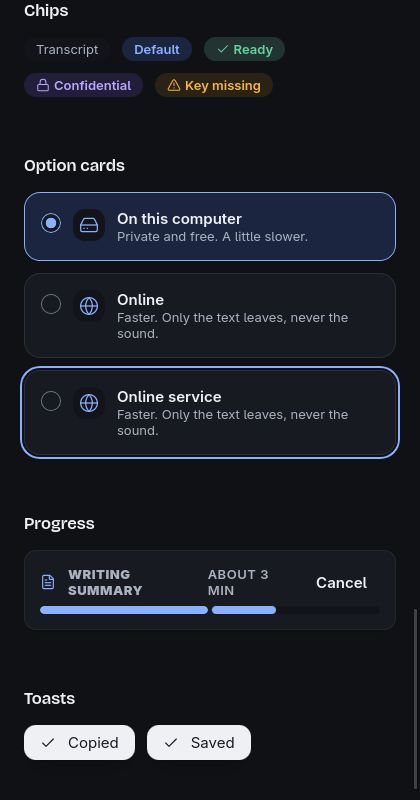 Chips
Transcript
Default
Ready
Confidential
Key missing
Option cards
On this computer
Private and free. A little slower.
Online
Faster. Only the text leaves, never the
sound.
Online service
Faster. Only the text leaves, never the
sound.
Progress
WRITING
SUMMARY
ABOUT 3
MIN
Cancel
Toasts
Copied
Saved